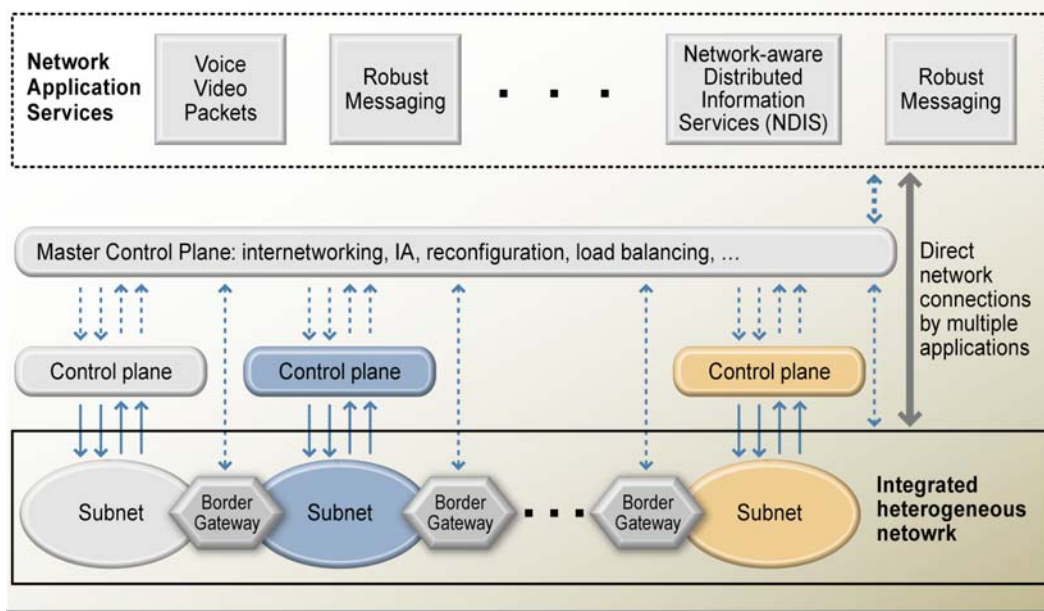 Network
Application
Services
Voice
Video
Packets
Robust
Messaging
Network-aware
Distributed
Information
Services (NDIS)
Robust
Messaging
Master Control Plane: internetworking, IA, reconfiguration, load balancing, ...
Direct
network
connections
by multiple
applications
Control plane
Control plane
Control plane
Subnet
Border
Gateway
Subnet
Border
Gateway
Border
Gateway
Subnet
Integrated
heterogeneous
netowrk